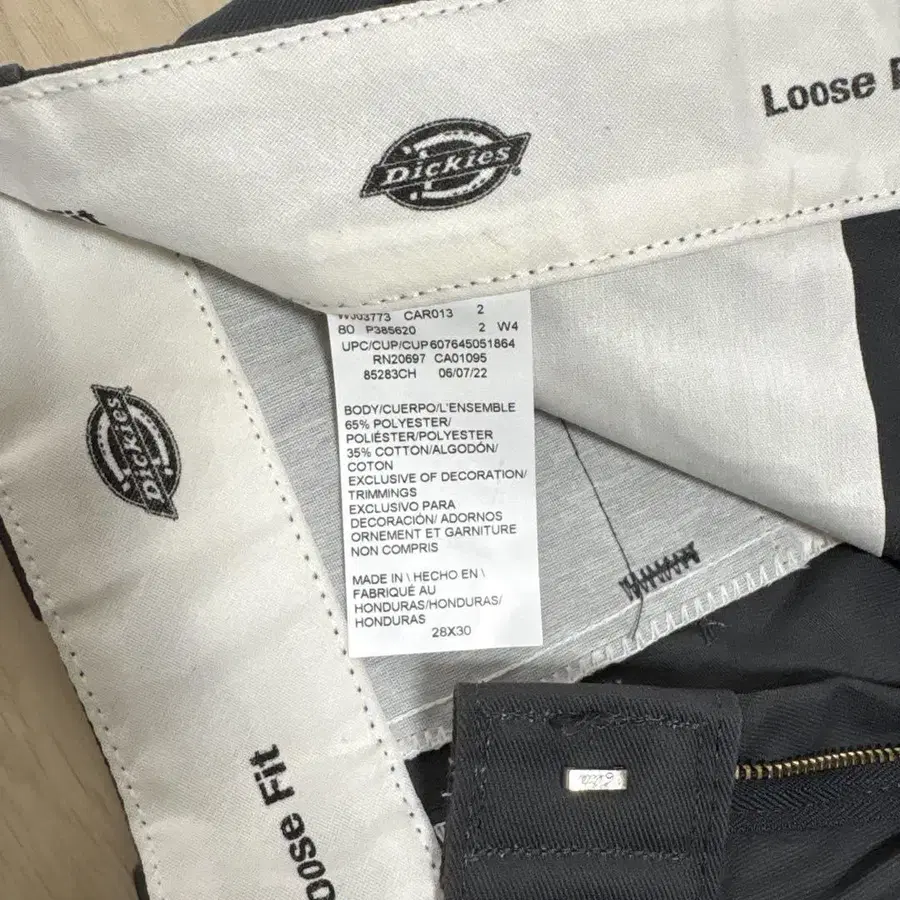 Loose
Dickies
CAR013 2
80 P385620 2 W4
UPC/CUP/CUP607645051864
RN20697 CA01095
85283CH 06/07/22
BODY/CUERPO/L'ENSEMBLE
65% POLYESTER/
POLIÉSTER/POLYESTER
35% COTTON/ALGODÓN/
COTON
EXCLUSIVE OF DECORATION/
TRIMMINGS
EXCLUSIVO PARA
DECORACIÓN/ ADORNOS
ORNEMENT ET GARNITURE
NON COMPRIS
MADE IN \ HECHO EN \
FABRIQUÉ AU
HONDURAS/HONDURAS/
HONDURAS
28X30
Dickies
Loose Fit